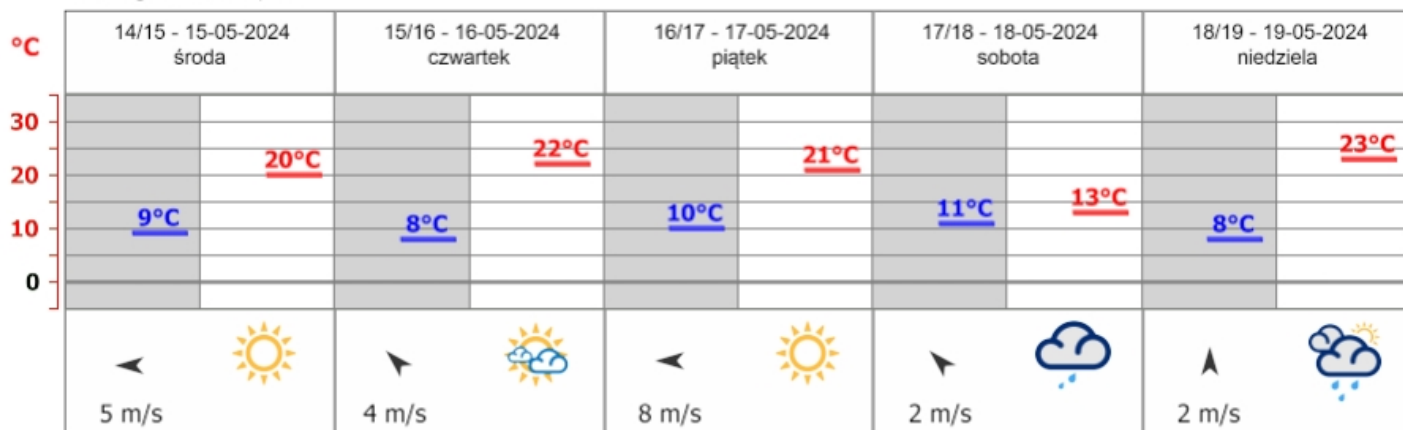 °C
14/15 - 15-05-2024
środa
15/16 - 16-05-2024
czwartek
16/17 - 17-05-2024
piątek
17/18 - 18-05-2024
sobota
18/19 - 19-05-2024
niedziela
30
20
10
0
9°C
20°C
8°C
22°C
10°C
21°C
11°C
13°C
8°C
23°C
5 m/s
4 m/s
8 m/s
2 m/s
2 m/s